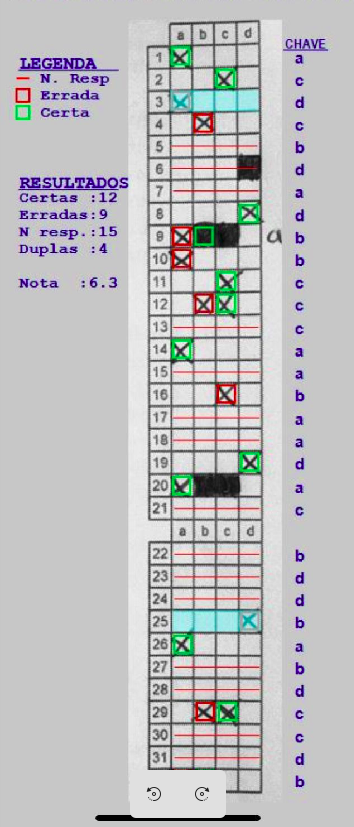 a b c d
CHAVE
1 a
LEGENDA
2 c
N. Resp
3 d
Errada
4 c
Certa
5 b
6 d
RESULTADOS
7 a
Certas :12
8 d
Erradas:9
9 a b
N resp.:15
10 b
Duplas :4
11 c
Nota :6.3
12 c
13 c
14 a
15 a
16 b
17 a
18 a
19 d
20 a
21 c
a b c d
22 b
23 d
24 d
25 b
26 a
27 b
28 d
29 c
30 c
31 d
b